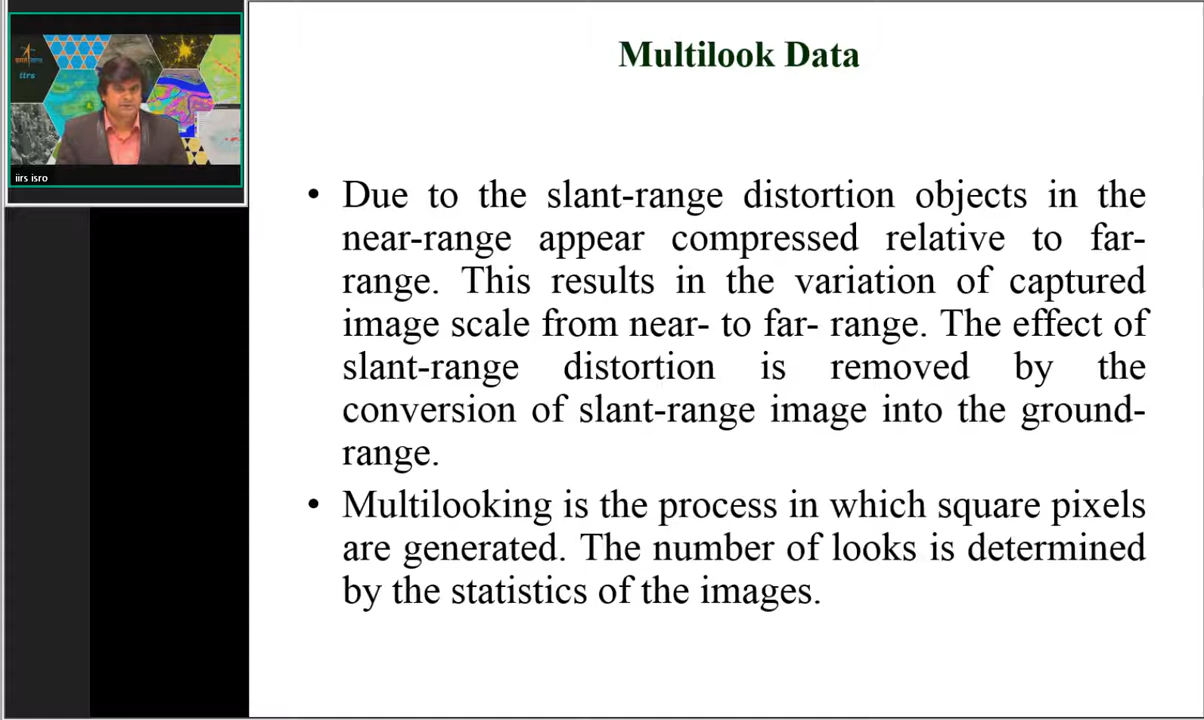 Multilook Data
iirs
iirs isro
• Due to the slant-range distortion objects in the
near-range appear compressed relative to far-
range. This results in the variation of captured
image scale from near- to far- range. The effect of
slant-range distortion is removed by the
conversion of slant-range image into the ground-
range.
• Multilooking is the process in which square pixels
are generated. The number of looks is determined
by the statistics of the images.